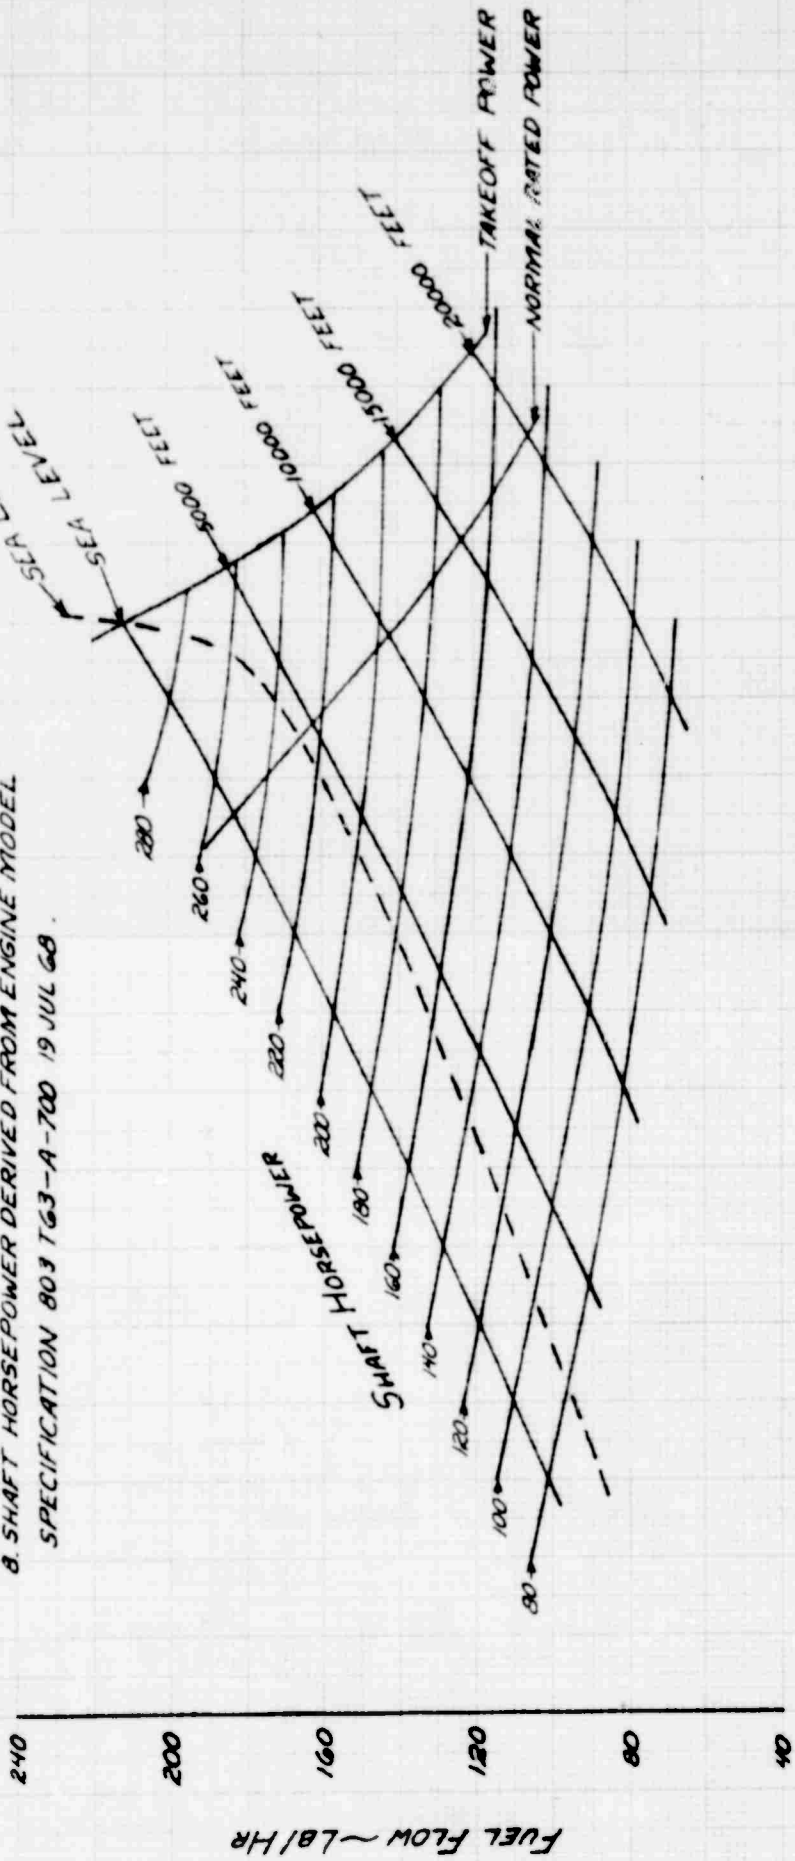 8. SHAFT HORSEPOWER DERIVED FROM ENGINE MODEL
SPECIFICATION 803 T63-A-700 19 JUL 68.
SEA
SEA LEVEL
5000 FEET
10000 FEET
15000 FEET
20000 FEET
TAKEOFF POWER
NORMAL RATED POWER
SHAFT HORSEPOWER
280
260
240
220
200
180
160
140
120
100
80
FUEL FLOW ~ LB/HR
240
200
160
120
80
40